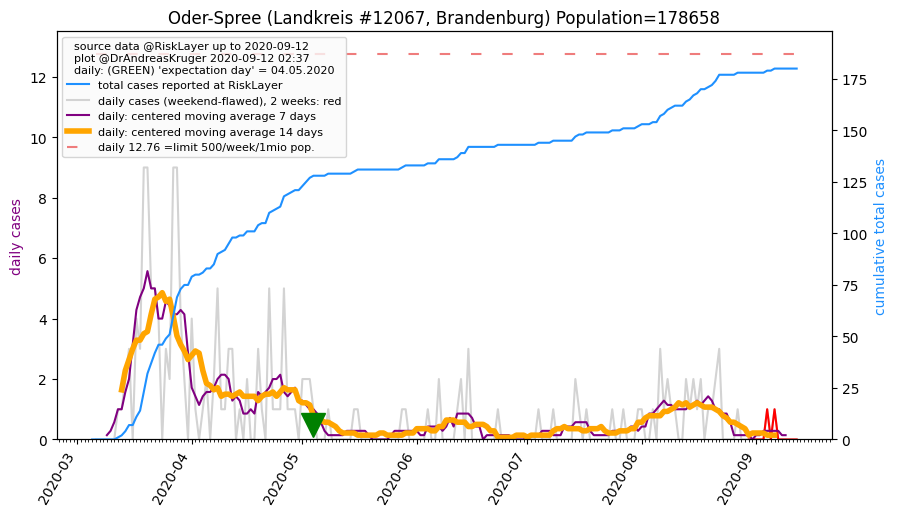 Oder-Spree (Landkreis #12067, Brandenburg) Population=178658
source data @RiskLayer up to 2020-09-12
plot @DrAndreasKruger 2020-09-12 02:37
daily: (GREEN) 'expectation day' = 04.05.2020
total cases reported at RiskLayer
daily cases (weekend-flawed), 2 weeks: red
daily: centered moving average 7 days
daily: centered moving average 14 days
daily 12.76 =limit 500/week/1mio pop.
daily cases
12
10
8
6
4
2
0
cumulative total cases
175
150
125
100
75
50
25
0
2020-03
2020-04
2020-05
2020-06
2020-07
2020-08
2020-09